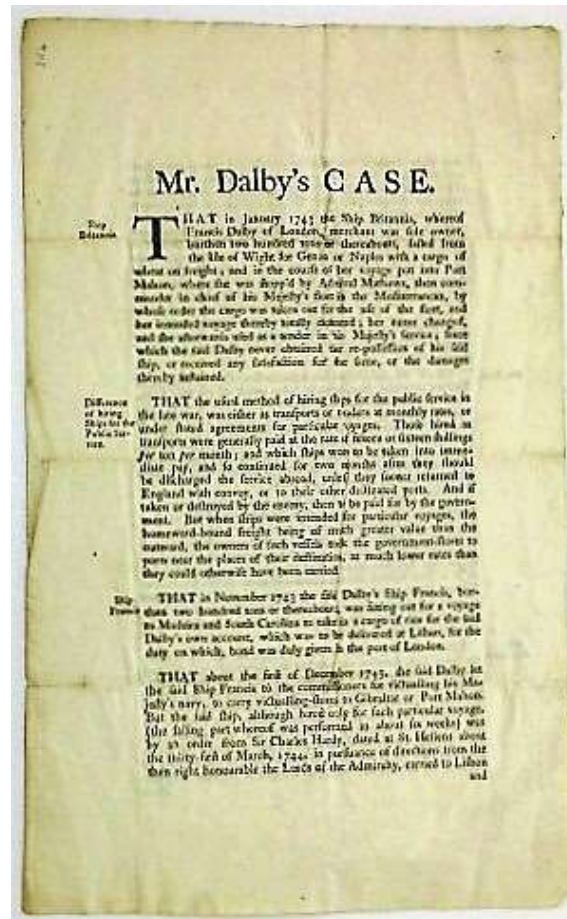 Mr. Dalby's CASE.
Ship
Britannia.
THAT in January 1743 the Ship Britannia, whereof
Francis Dalby of London, merchant was sole owner,
burthen two hundred tons or thereabouts, sailed from
the Isle of Wight for Genoa or Naples with a cargo of
wheat on freight; and in the course of her voyage put into Port
Mahon, where she was stopp'd by Admiral Mathews, then com-
mander in chief of his Majesty's fleet in the Mediterranean, by
whose order the cargo was taken out for the use of the fleet, and
her intended voyage thereby totally defeated; her name changed,
and she afterwards used as a tender in his Majesty's service; since
which the said Dalby never obtained the re-possession of his said
ship, or received any satisfaction for the same, or the damages
thereby sustained.
Difference
of hiring
Ships for the
Public Ser-
vice.
THAT the usual method of hiring ships for the public service in
the late war, was either as transports or tenders at monthly rates, or
under stated agreements for particular voyages. Those hired as
transports were generally paid at the rate of fifteen or sixteen shillings
per ton per month; and which ships were to be taken into imme-
diate pay, and so continued for two months after they should
be discharged the service abroad, unless they sooner returned to
England with convoy, or to their other destinated ports. And if
taken or destroyed by the enemy, then to be paid for by the govern-
ment. But when ships were intended for particular voyages, the
homeward-bound freight being of much greater value than the
outward, the owners of such vessels took the government-stores to
ports near the places of their destination, at much lower rates than
they could otherwise have been carried.
Ship
Francis
THAT in November 1743 the said Dalby's Ship Francis, bur-
then two hundred tons or thereabouts, was fitting out for a voyage
to Madeira and South Carolina to take in a cargo of rice for the said
Dalby's own account, which was to be delivered at Lisbon, for the
duty on which, bond was duly given in the port of London.
THAT about the first of December 1743, the said Dalby let
the said Ship Francis to the commissioners for victualling his Ma-
jesty's navy, to carry victualling-stores to Gibraltar or Port Mahon.
But the said ship, although hired only for such particular voyage,
(the sailing part whereof was performed in about six weeks) was
by an order from Sir Charles Hardy, dated at St. Hellens about
the thirty-first of March, 1744, in pursuance of directions from the
then right honourable the Lords of the Admiralty, carried to Lisbon
and